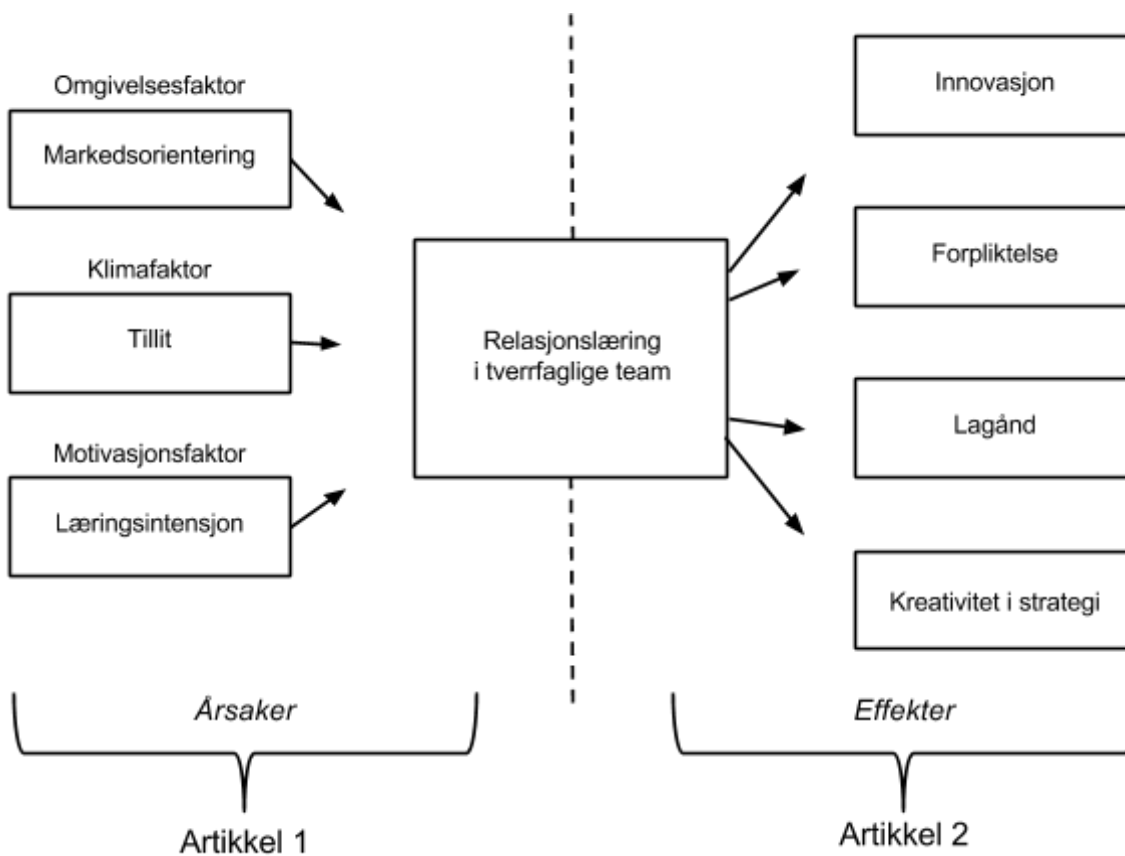 Omgivelsesfaktor
Markedsorientering
Klimafaktor
Tillit
Motivasjonsfaktor
Læringsintensjon
Relasjonslæring
i tverrfaglige team
Innovasjon
Forpliktelse
Lagånd
Kreativitet i strategi
Årsaker
Effekter
Artikkel 1
Artikkel 2